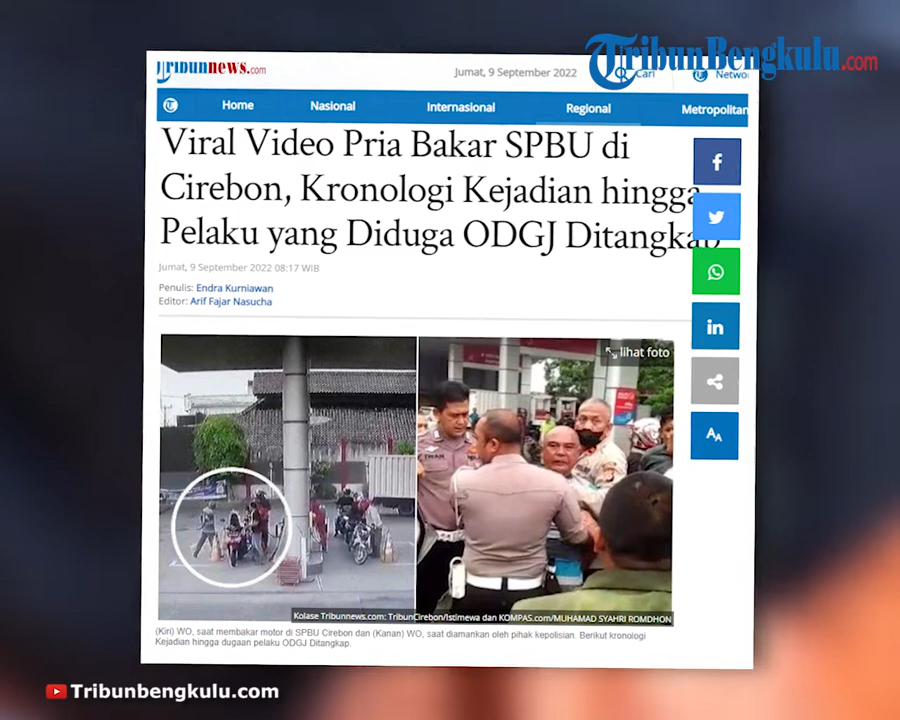 TribunBengkulu.com
Tribunnews.com
Jumat, 9 September 2022
Cari
Networ
Home
Nasional
Internasional
Regional
Metropolitan
Viral Video Pria Bakar SPBU di
Cirebon, Kronologi Kejadian hingga
Pelaku yang Diduga ODGJ Ditangkap
Jumat, 9 September 2022 08:17 WIB
Penulis: Endra Kurniawan
Editor: Arif Fajar Nasucha
lihat foto
Kolase Tribunnews.com: TribunCirebon/Istimewa dan KOMPAS.com/MUHAMAD SYAHRI ROMDHON
(Kiri) WO, saat membakar motor di SPBU Cirebon dan (Kanan) WO, saat diamankan oleh pihak kepolisian. Berikut kronologi
Kejadian hingga dugaan pelaku ODGJ Ditangkap.
Tribunbengkulu.com